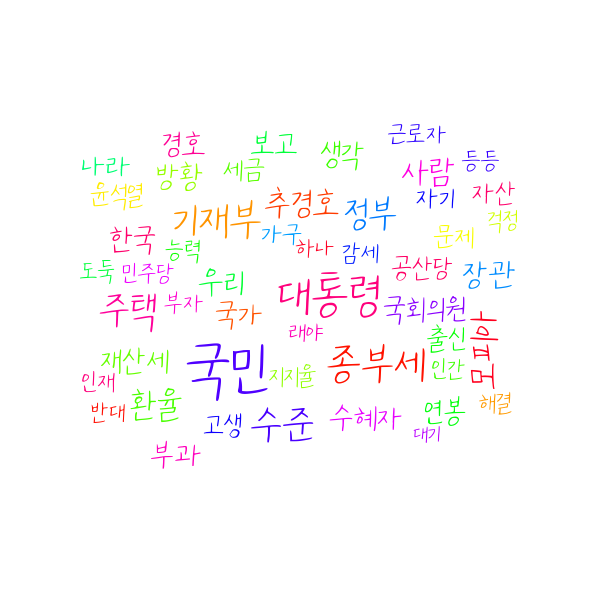 근로자
경호 보고 생각 등등
나라 방황 세금 사람
윤석열 자기 자산
추경호 정부 걱정
기재부 가구 문제
한국 능력 하나 감세
도둑 민주당 우리 공산당 장관
주택 부자 국가 대통령 국회의원
래야 출신 흡머
재산세 국민 종부세
인재 지지율 인간
반대 환율 고생 수준 수혜자 연봉 해결
대기
부과